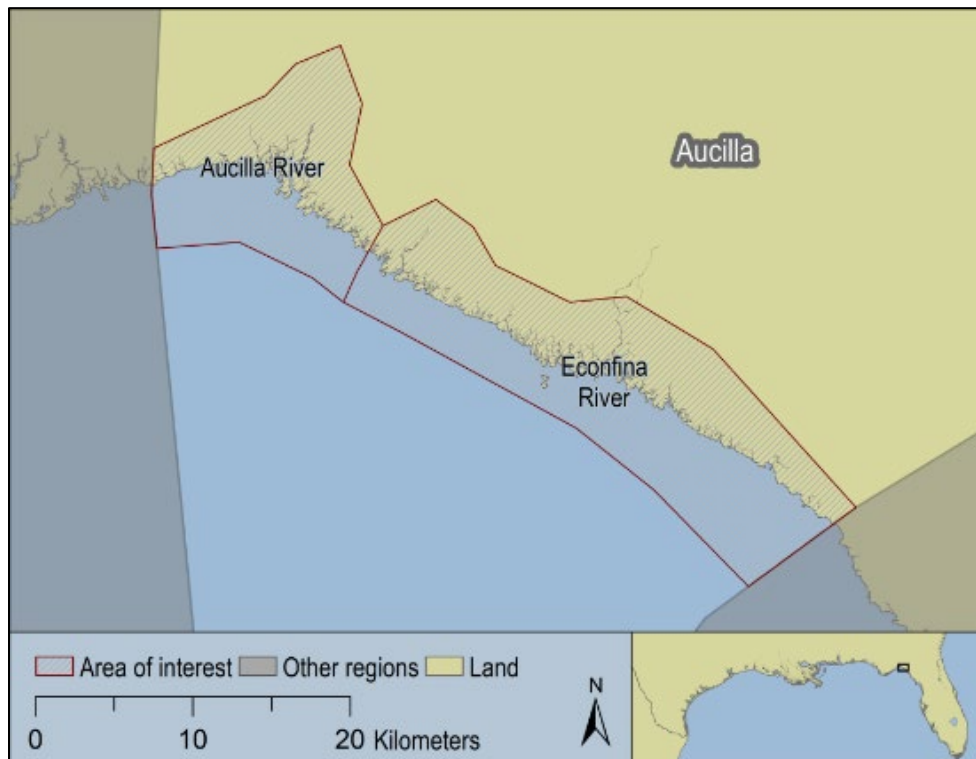 Aucilla
Aucilla River
Econfina
River
Area of interest
Other regions
Land
N
0
10
20 Kilometers